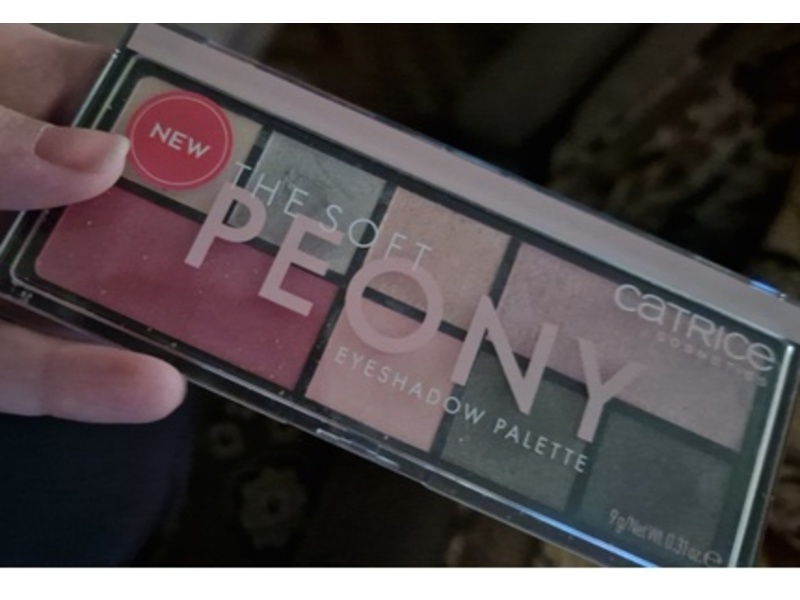 NEW
THE SOFT
PEONY
EYESHADOW PALETTE
CATRICE
COSMETICS
9g/Net Wt. 0.31 oz. ℮